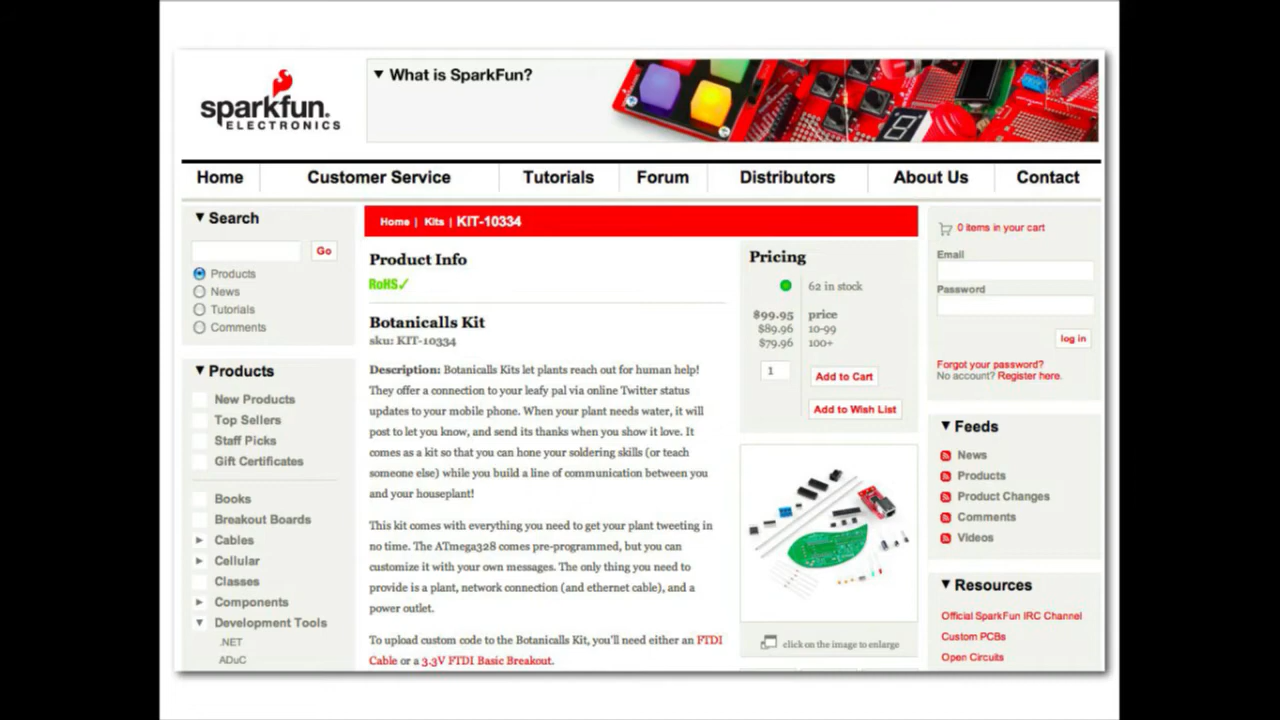 sparkfun.
ELECTRONICS
▼ What is SparkFun?
Home
Customer Service
Tutorials
Forum
Distributors
About Us
Contact
▼ Search
Go
Products
News
Tutorials
Comments
▼ Products
New Products
Top Sellers
Staff Picks
Gift Certificates
Books
Breakout Boards
Cables
Cellular
Classes
Components
Development Tools
.NET
ADuC
Home | Kits | KIT-10334
Product Info
RoHS✓
Botanicalls Kit
sku: KIT-10334
Description: Botanicalls Kits let plants reach out for human help!
They offer a connection to your leafy pal via online Twitter status
updates to your mobile phone. When your plant needs water, it will
post to let you know, and send its thanks when you show it love. It
comes as a kit so that you can hone your soldering skills (or teach
someone else) while you build a line of communication between you
and your houseplant!
This kit comes with everything you need to get your plant tweeting in
no time. The ATmega328 comes pre-programmed, but you can
customize it with your own messages. The only thing you need to
provide is a plant, network connection (and ethernet cable), and a
power outlet.
To upload custom code to the Botanicalls Kit, you'll need either an FTDI
Cable or a 3.3V FTDI Basic Breakout.
Pricing
62 in stock
$99.95 price
$89.96 10-99
$79.96 100+
1
Add to Cart
Add to Wish List
click on the image to enlarge
0 items in your cart
Email
Password
log in
Forgot your password?
No account? Register here.
▼ Feeds
News
Products
Product Changes
Comments
Videos
▼ Resources
Official SparkFun IRC Channel
Custom PCBs
Open Circuits